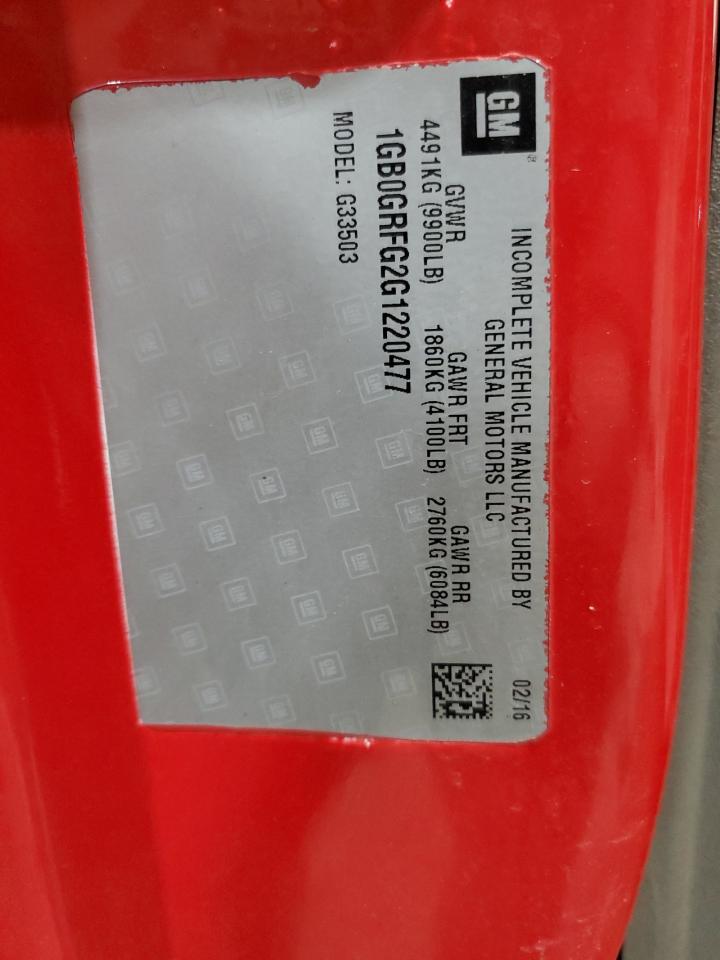 GM
INCOMPLETE VEHICLE MANUFACTURED BY 02/16
GENERAL MOTORS LLC
GVWR GAWR FRT GAWR RR
4491KG (9900LB) 1860KG (4100LB) 2760KG (6084LB)
1GB0GRFG2G1220477
MODEL: G33503